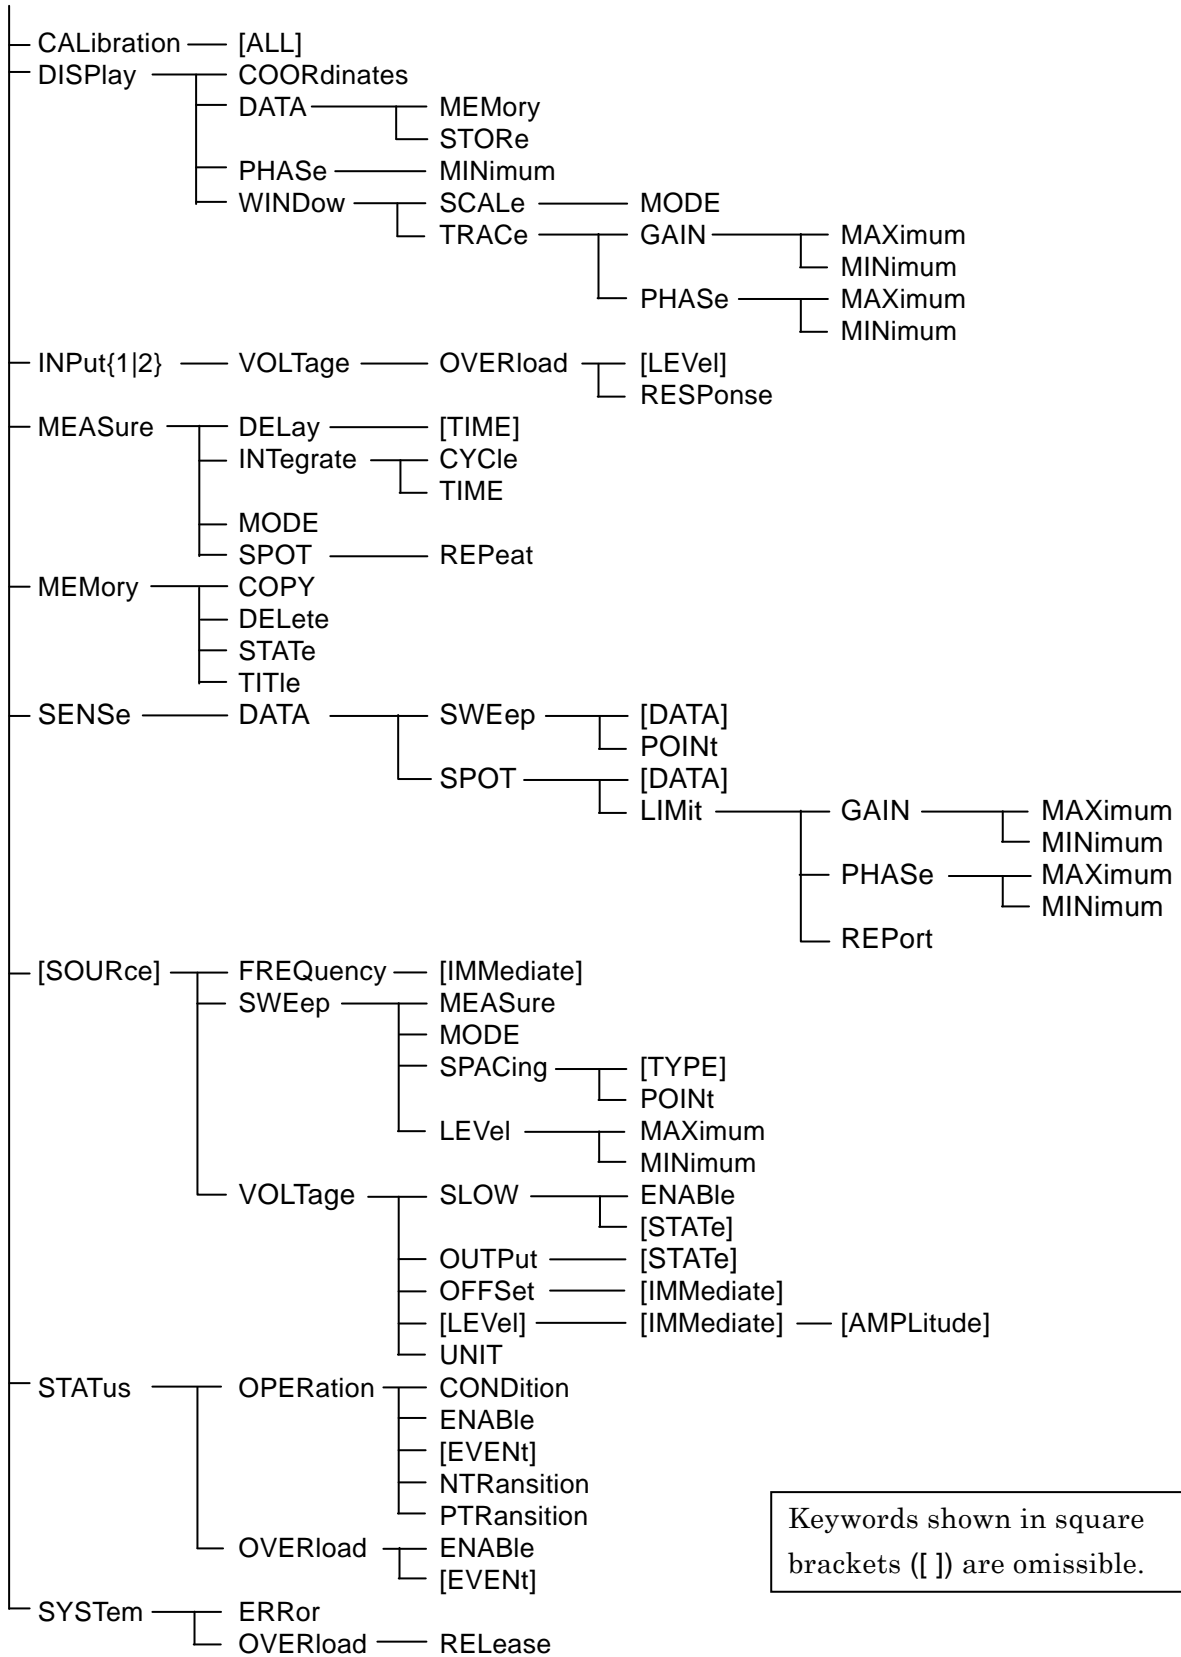 CALibration [ALL]
DISPlay COORdinates
DATA MEMory
STORe
PHASe MINimum
WINDow SCALe MODE
TRACe GAIN MAXimum
MINimum
PHASe MAXimum
MINimum
INPut{1|2} VOLTage OVERload [LEVel]
RESPonse
MEASure DELay [TIME]
INTegrate CYCle
TIME
MODE
SPOT REPeat
MEMory COPY
DELete
STATe
TITle
SENSe DATA SWEep [DATA]
POINt
SPOT [DATA]
LIMit GAIN MAXimum
MINimum
PHASe MAXimum
MINimum
REPort
[SOURce] FREQuency [IMMediate]
SWEep MEASure
MODE
SPACing [TYPE]
POINt
LEVel MAXimum
MINimum
VOLTage SLOW ENABle
[STATe]
OUTPut [STATe]
OFFSet [IMMediate]
[LEVel] [IMMediate] [AMPLitude]
UNIT
STATus OPERation CONDition
ENABle
[EVENt]
NTRansition
PTRansition
OVERload ENABle
[EVENt]
SYSTem ERRor
OVERload RELease
Keywords shown in square
brackets ([ ]) are omissible.